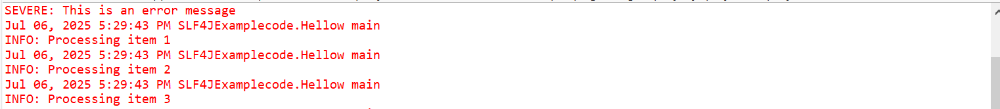 SEVERE: This is an error message
Jul 06, 2025 5:29:43 PM SLF4JExamplecode.Hellow main
INFO: Processing item 1
Jul 06, 2025 5:29:43 PM SLF4JExamplecode.Hellow main
INFO: Processing item 2
Jul 06, 2025 5:29:43 PM SLF4JExamplecode.Hellow main
INFO: Processing item 3